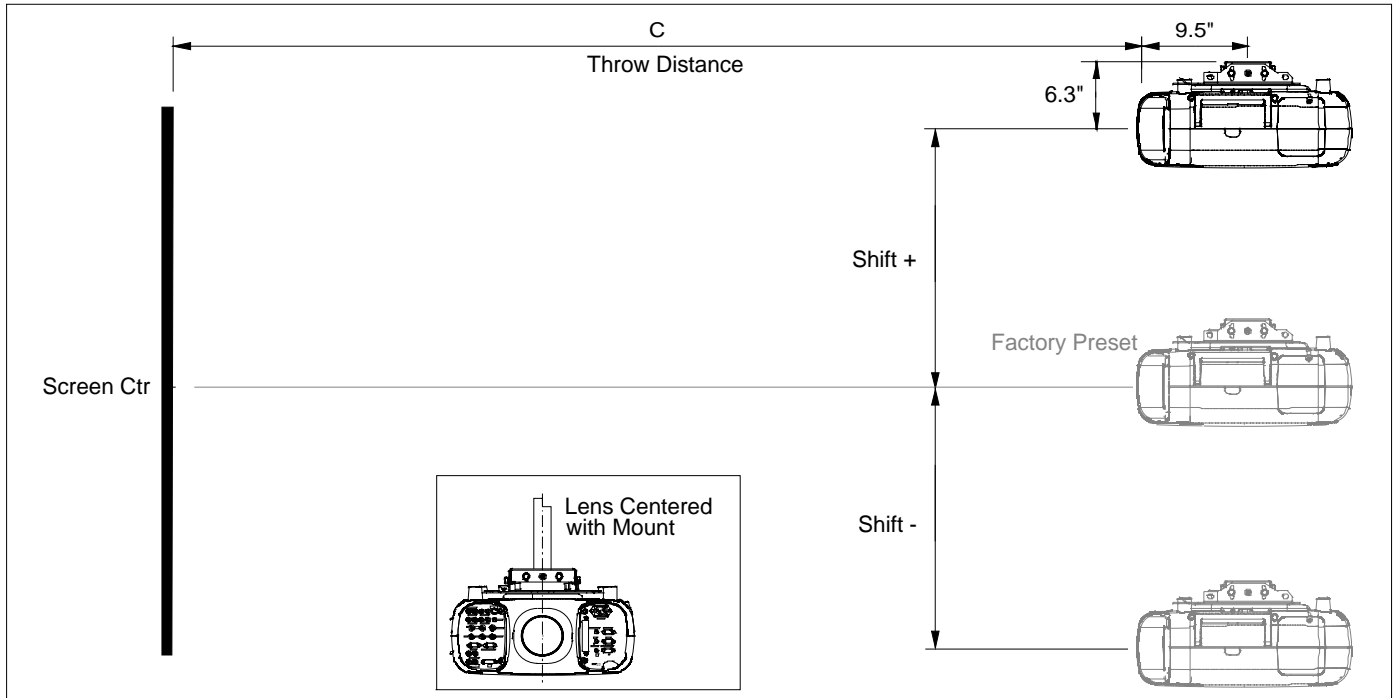 C
9.5"
Throw Distance
6.3"
Shift +
Factory Preset
Screen Ctr
Lens Centered
with Mount
Shift -